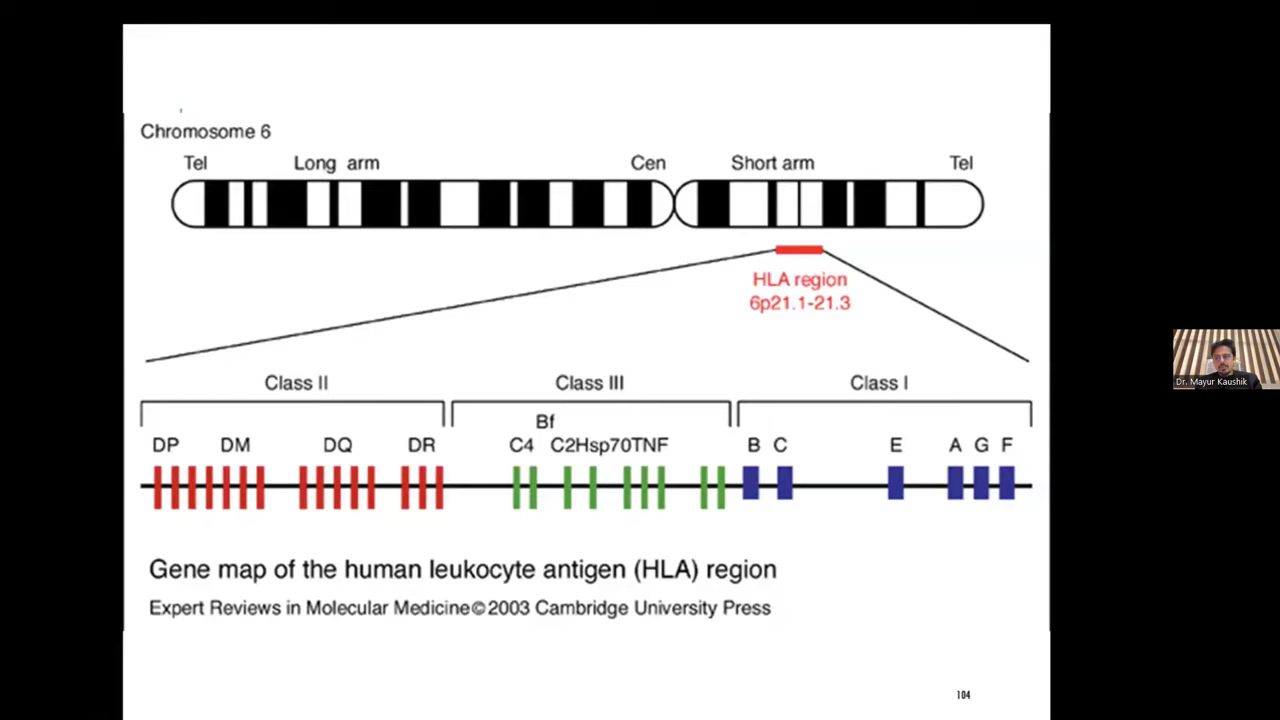 Chromosome 6
Tel Long arm Cen Short arm Tel
HLA region
6p21.1-21.3
Class II Class III Class I
Bf
DP DM DQ DR C4 C2Hsp70TNF B C E A G F
Gene map of the human leukocyte antigen (HLA) region
Expert Reviews in Molecular Medicine©2003 Cambridge University Press
104
Dr. Mayur Kaushik